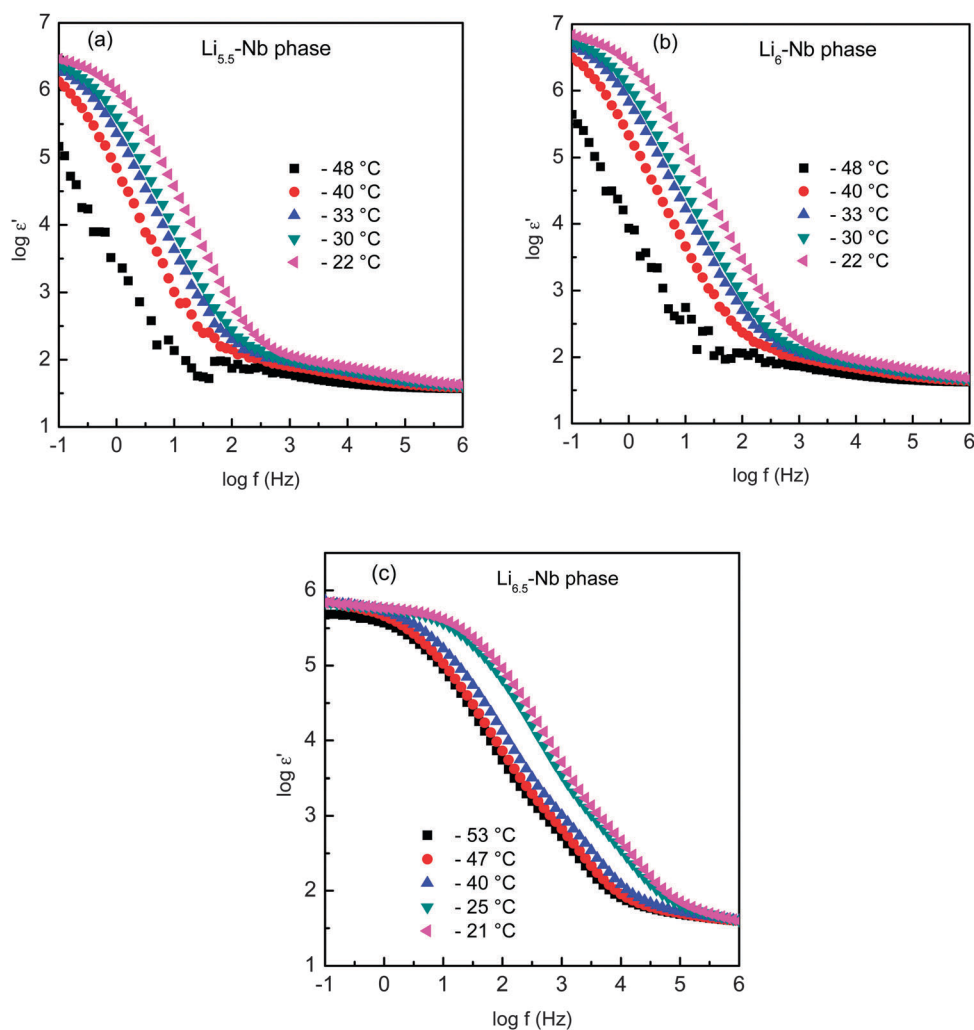 (a)
Li5.5-Nb phase
7
6
5
4
3
2
1
log ε'
- 48 °C
- 40 °C
- 33 °C
- 30 °C
- 22 °C
-1 0 1 2 3 4 5 6
log f (Hz)
(b)
Li6-Nb phase
7
6
5
4
3
2
1
log ε'
- 48 °C
- 40 °C
- 33 °C
- 30 °C
- 22 °C
-1 0 1 2 3 4 5 6
log f (Hz)
(c)
Li6.5-Nb phase
6
5
4
3
2
1
log ε'
- 53 °C
- 47 °C
- 40 °C
- 25 °C
- 21 °C
-1 0 1 2 3 4 5 6
log f (Hz)